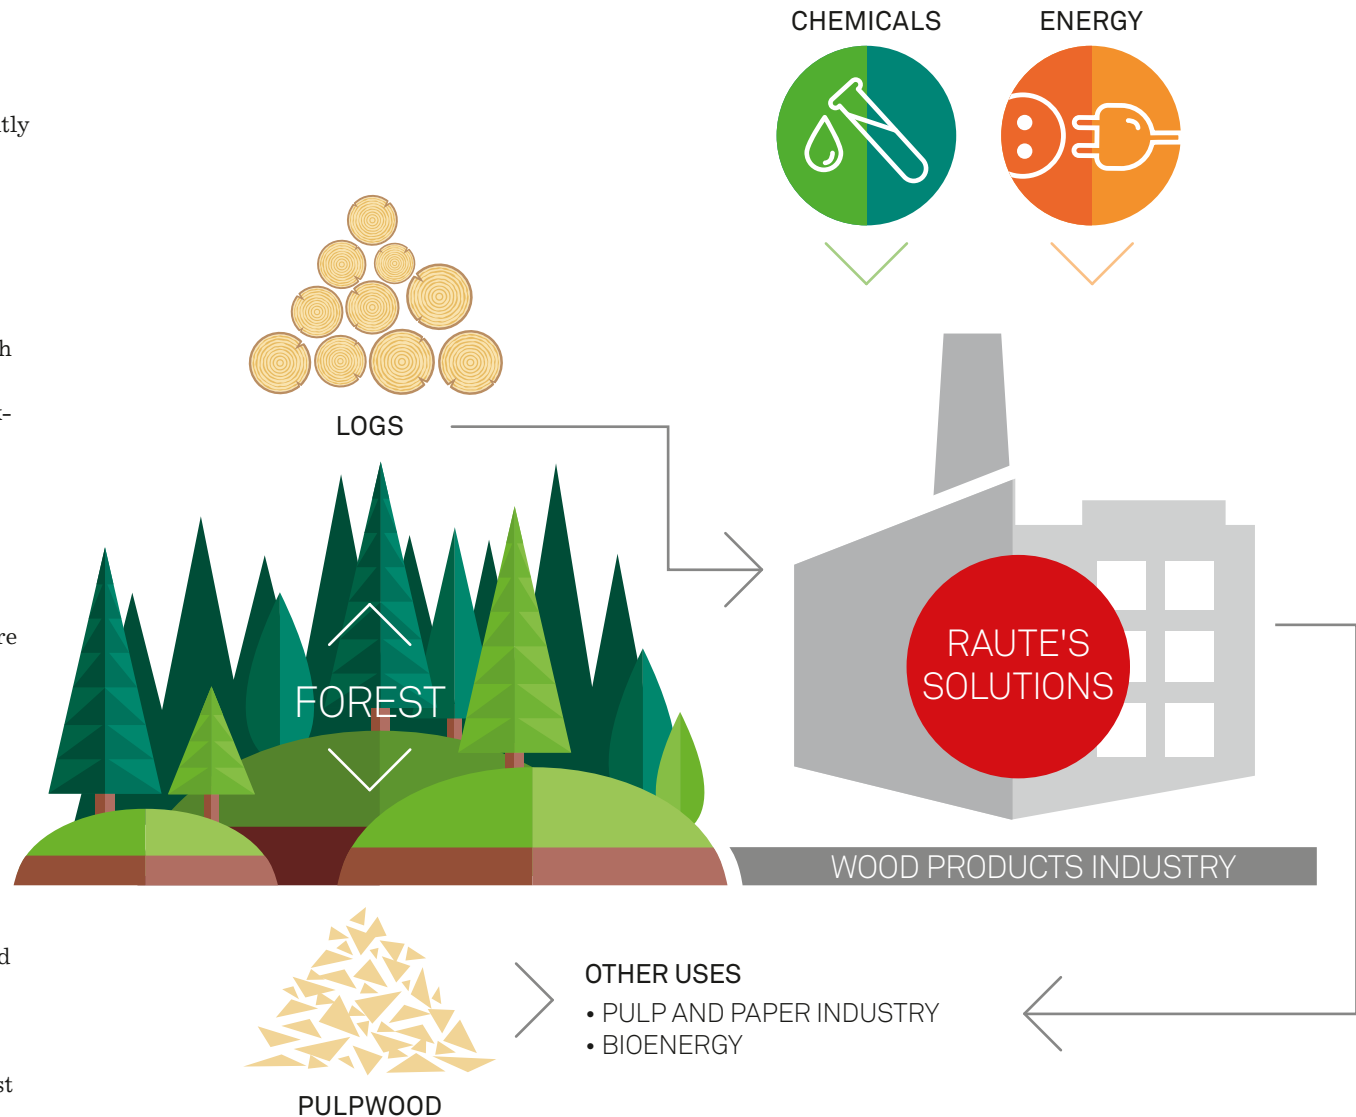 CHEMICALS
ENERGY
LOGS
FOREST
RAUTE'S
SOLUTIONS
WOOD PRODUCTS INDUSTRY
OTHER USES
• PULP AND PAPER INDUSTRY
• BIOENERGY
PULPWOOD